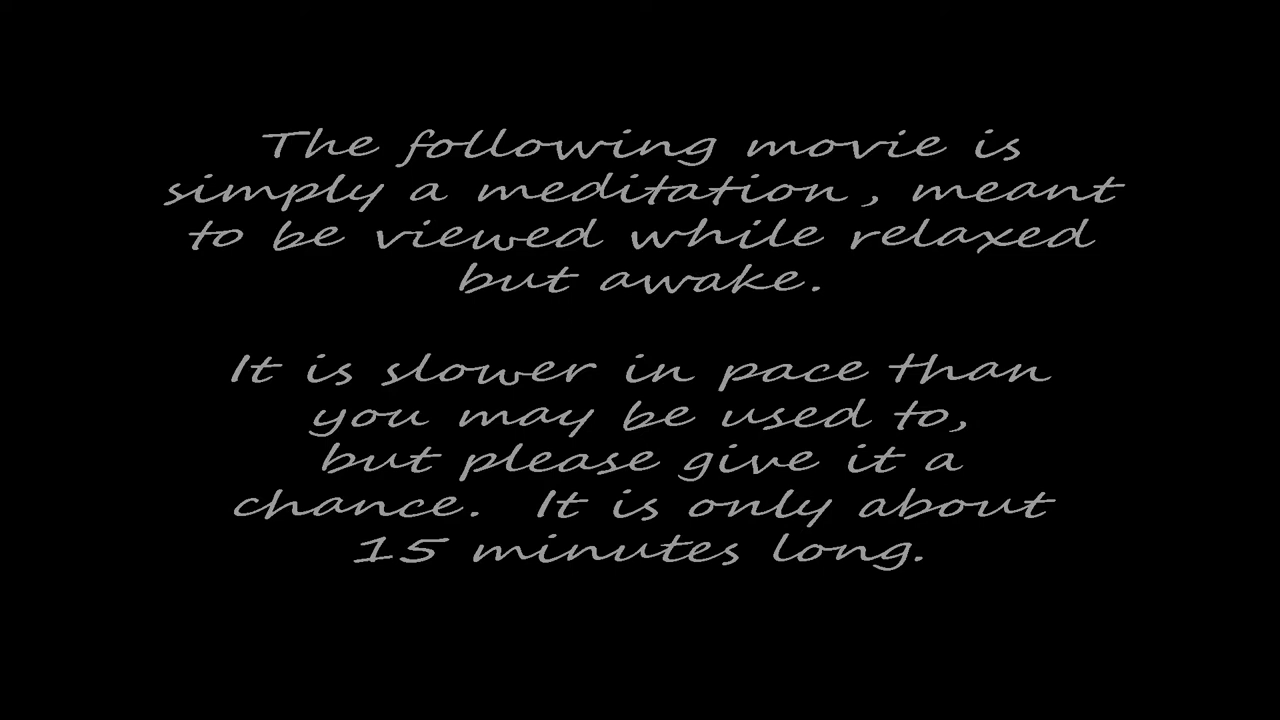 The following movie is
simply a meditation, meant
to be viewed while relaxed
but awake.
It is slower in pace than
you may be used to,
but please give it a
chance. It is only about
15 minutes long.